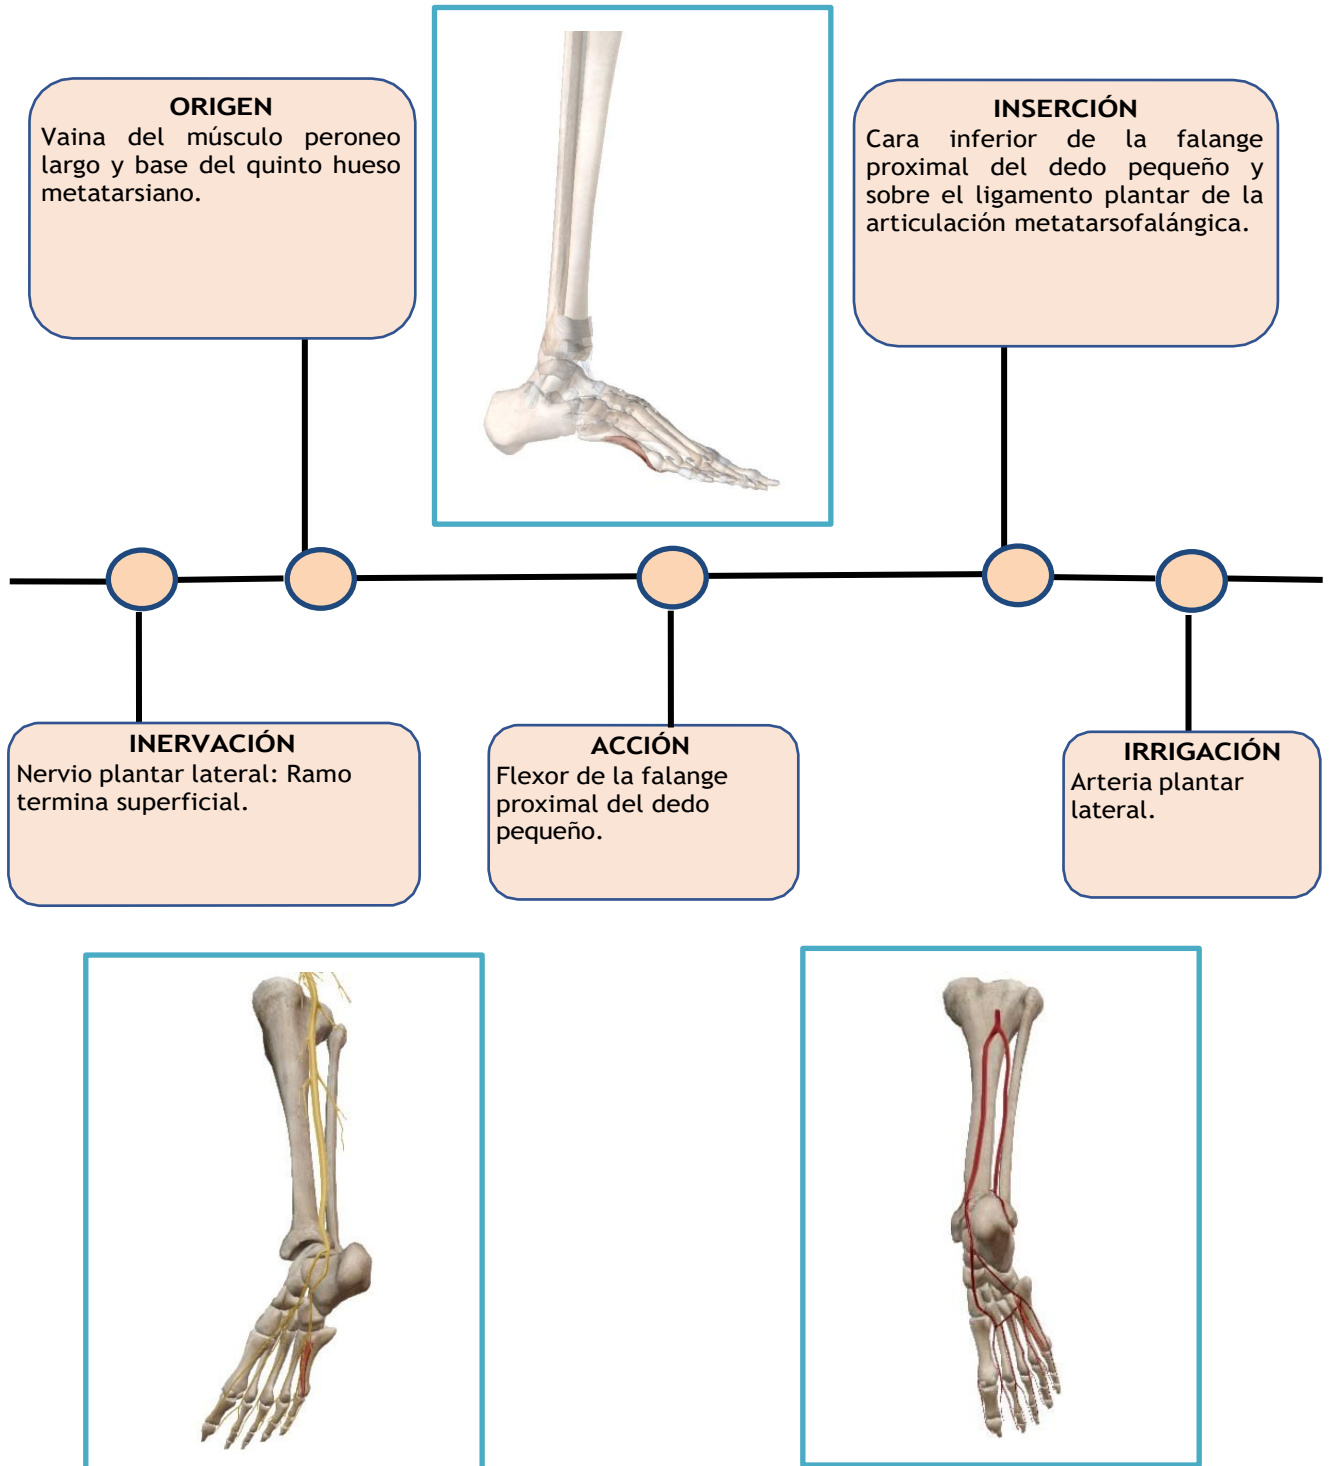 ORIGEN
Vaina del músculo peroneo
largo y base del quinto hueso
metatarsiano.
INSERCIÓN
Cara inferior de la falange
proximal del dedo pequeño y
sobre el ligamento plantar de la
articulación metatarsofalángica.
INERVACIÓN
Nervio plantar lateral: Ramo
termina superficial.
ACCIÓN
Flexor de la falange
proximal del dedo
pequeño.
IRRIGACIÓN
Arteria plantar
lateral.